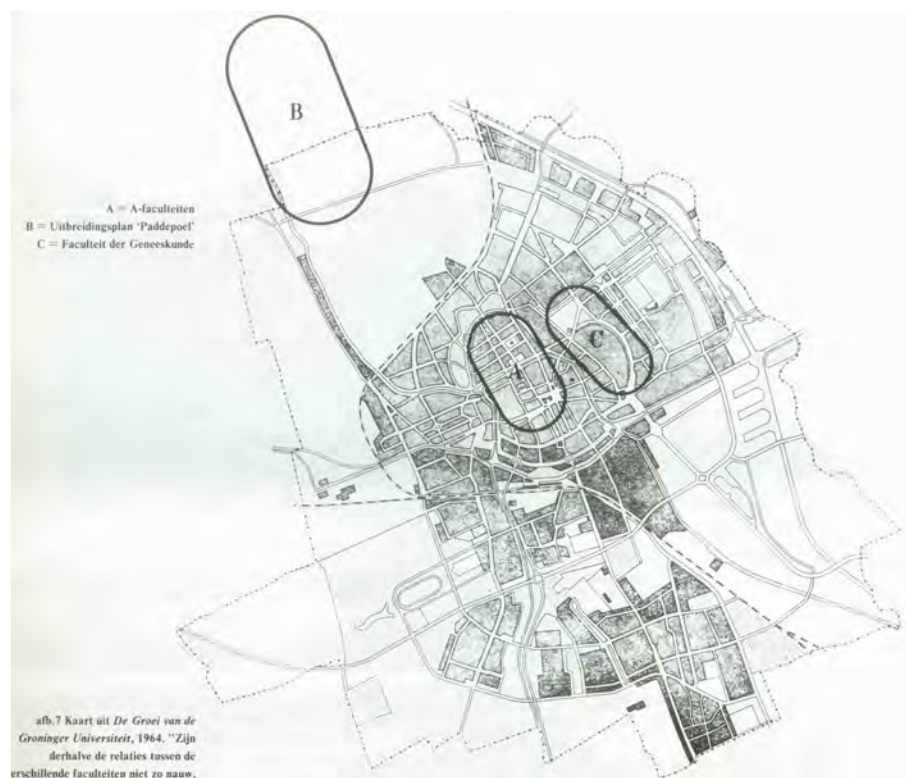 B
A = A-faculteiten
B = Uitbreidingsplan 'Paddepoel'
C = Faculteit der Geneeskunde
C
A
afb.7 Kaart uit De Groei van de
Groninger Universiteit, 1964. "Zijn
derhalve de relaties tussen de
erschillende faculteiten niet zo nauw,